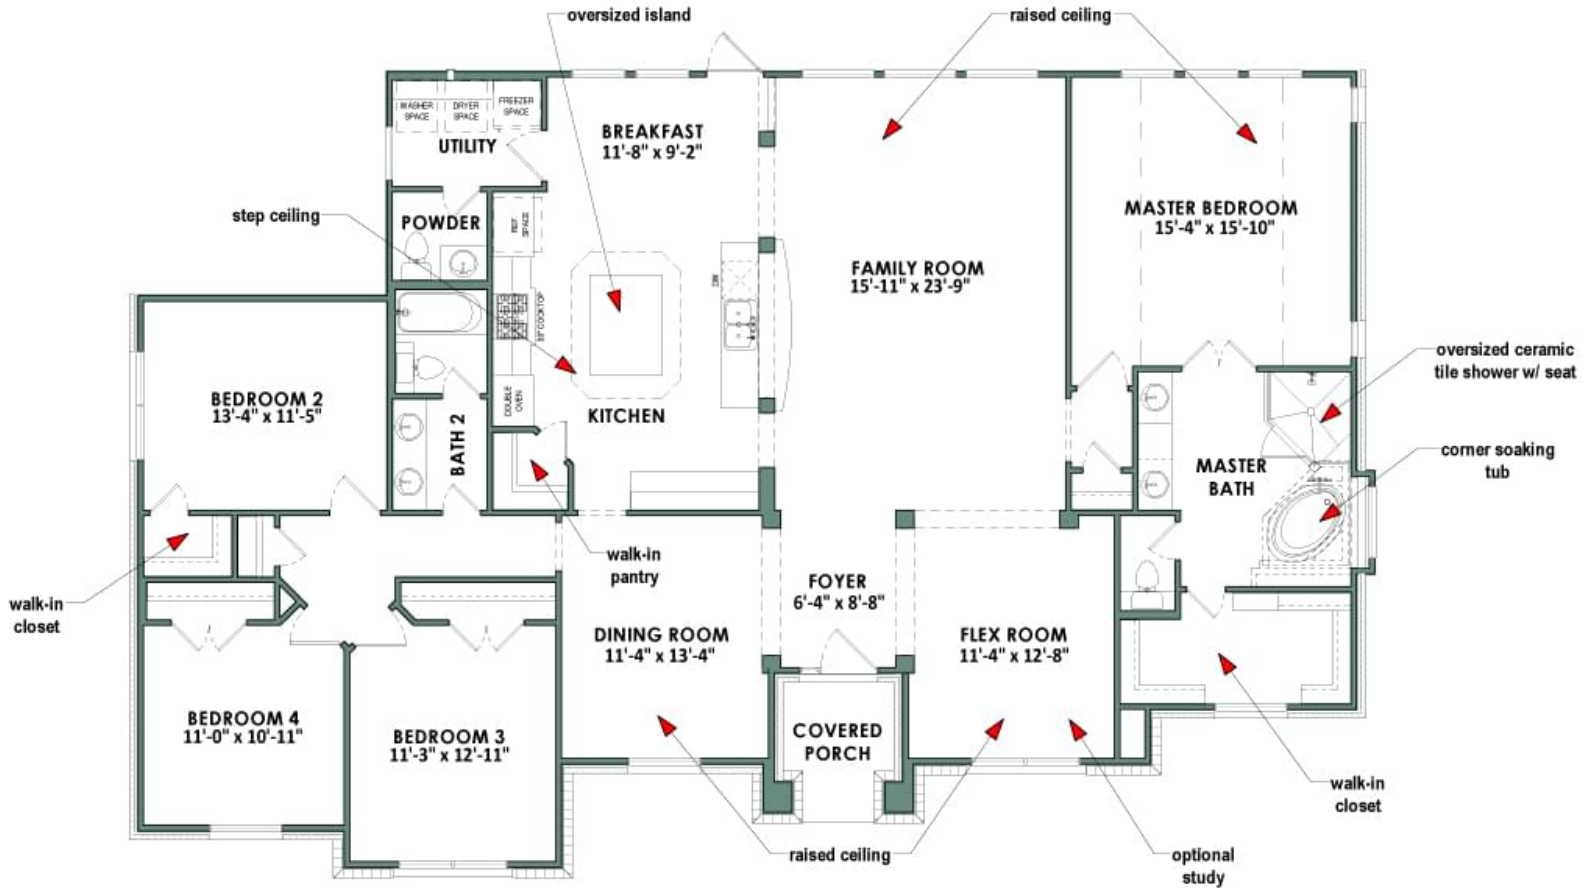 oversized island
raised ceiling
WASHER
SPACE
DRYER
SPACE
FREEZER
SPACE
UTILITY
BREAKFAST
11'-8" x 9'-2"
step ceiling
POWDER
REF
SPACE
MASTER BEDROOM
15'-4" x 15'-10"
FAMILY ROOM
15'-11" x 23'-9"
DW
COOKTOP
oversized ceramic
tile shower w/ seat
BEDROOM 2
13'-4" x 11'-5"
DOUBLE
OVEN
KITCHEN
BATH 2
MASTER
BATH
corner soaking
tub
walk-in
pantry
walk-in
closet
FOYER
6'-4" x 8'-8"
DINING ROOM
11'-4" x 13'-4"
FLEX ROOM
11'-4" x 12'-8"
BEDROOM 4
11'-0" x 10'-11"
BEDROOM 3
11'-3" x 12'-11"
COVERED
PORCH
walk-in
closet
raised ceiling
optional
study